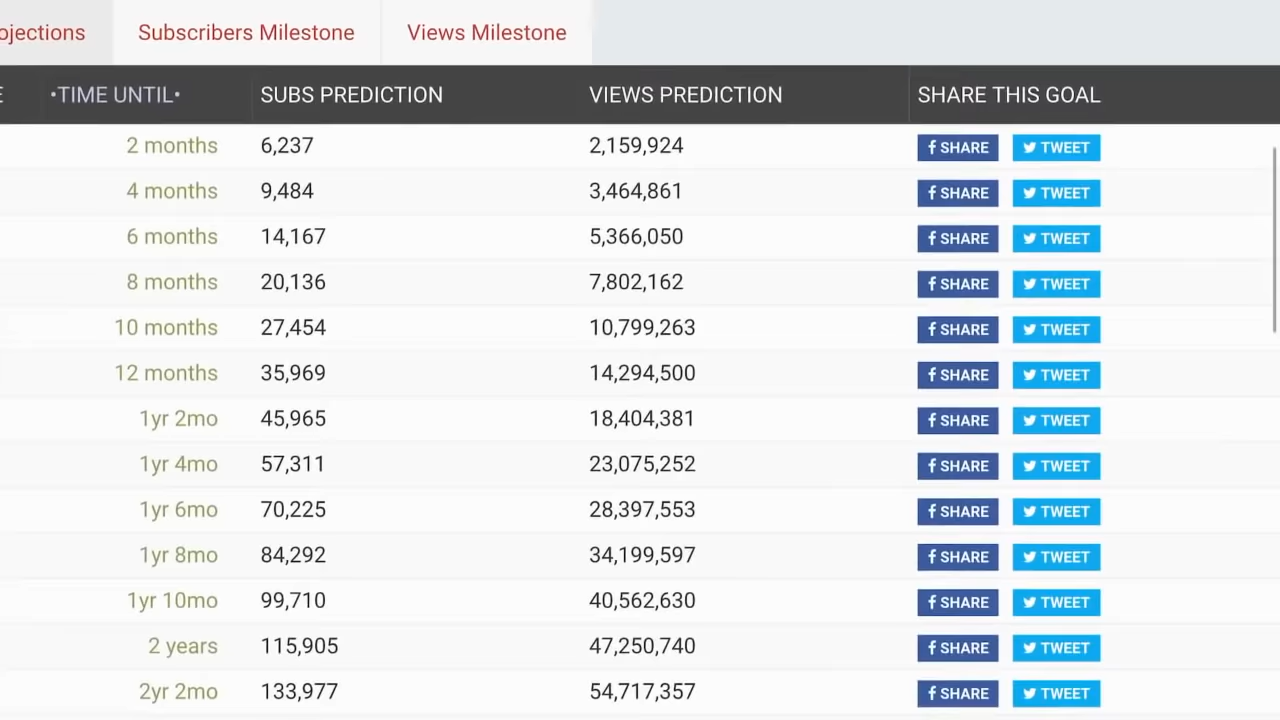 ojections Subscribers Milestone Views Milestone
E •TIME UNTIL• SUBS PREDICTION VIEWS PREDICTION SHARE THIS GOAL
2 months 6,237 2,159,924 f SHARE TWEET
4 months 9,484 3,464,861 f SHARE TWEET
6 months 14,167 5,366,050 f SHARE TWEET
8 months 20,136 7,802,162 f SHARE TWEET
10 months 27,454 10,799,263 f SHARE TWEET
12 months 35,969 14,294,500 f SHARE TWEET
1yr 2mo 45,965 18,404,381 f SHARE TWEET
1yr 4mo 57,311 23,075,252 f SHARE TWEET
1yr 6mo 70,225 28,397,553 f SHARE TWEET
1yr 8mo 84,292 34,199,597 f SHARE TWEET
1yr 10mo 99,710 40,562,630 f SHARE TWEET
2 years 115,905 47,250,740 f SHARE TWEET
2yr 2mo 133,977 54,717,357 f SHARE TWEET